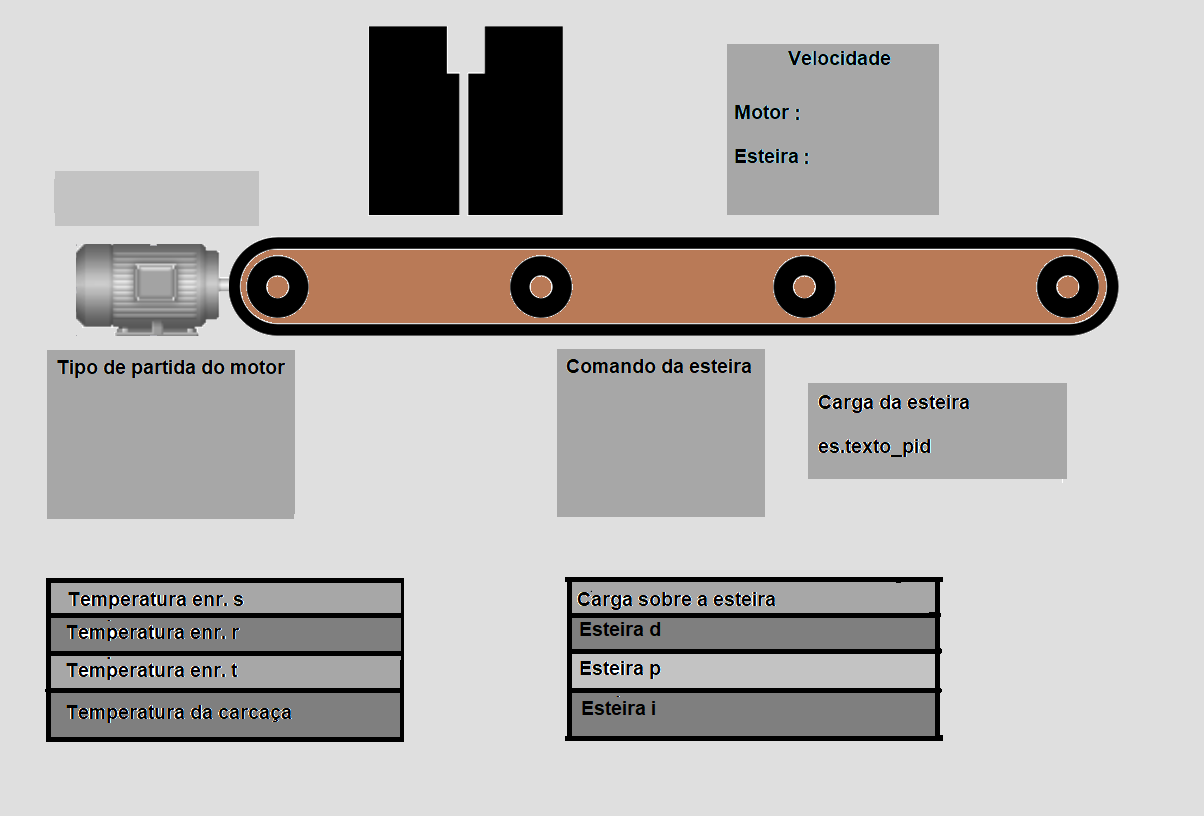 Velocidade
Motor :
Esteira :
Tipo de partida do motor
Comando da esteira
Carga da esteira
es.texto_pid
Temperatura enr. s
Temperatura enr. r
Temperatura enr. t
Temperatura da carcaça
Carga sobre a esteira
Esteira d
Esteira p
Esteira i